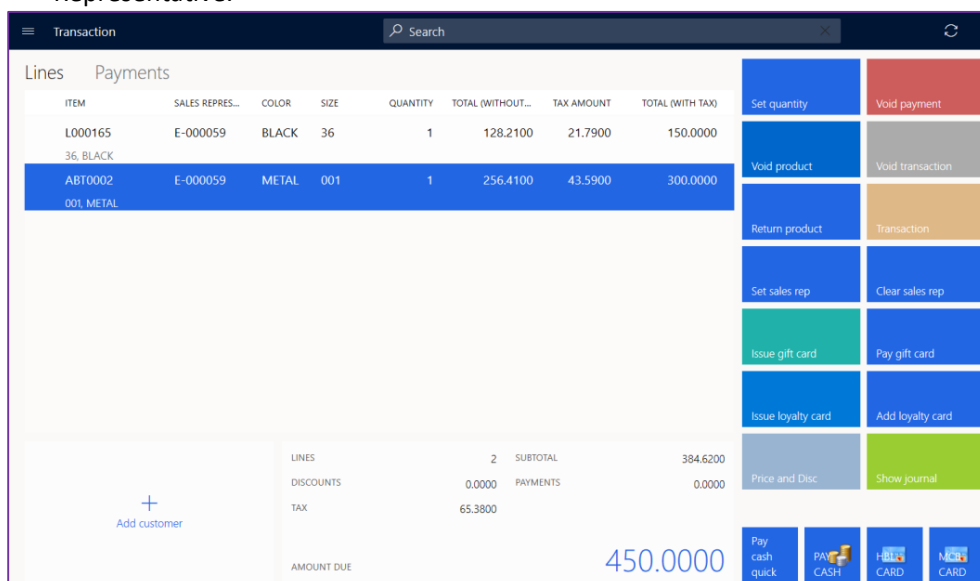 Representative.
Transaction
Search
Lines Payments
ITEM SALES REPRES... COLOR SIZE QUANTITY TOTAL (WITHOUT... TAX AMOUNT TOTAL (WITH TAX)
L000165 E-000059 BLACK 36 1 128.2100 21.7900 150.0000
36, BLACK
ABT0002 E-000059 METAL 001 1 256.4100 43.5900 300.0000
001, METAL
Set quantity Void payment
Void product Void transaction
Return product Transaction
Set sales rep Clear sales rep
Issue gift card Pay gift card
Issue loyalty card Add loyalty card
Price and Disc Show journal
LINES 2 SUBTOTAL 384.6200
DISCOUNTS 0.0000 PAYMENTS 0.0000
TAX 65.3800
Add customer
AMOUNT DUE 450.0000
Pay
cash
quick
PAY
CASH
HBL
CARD
MCB
CARD